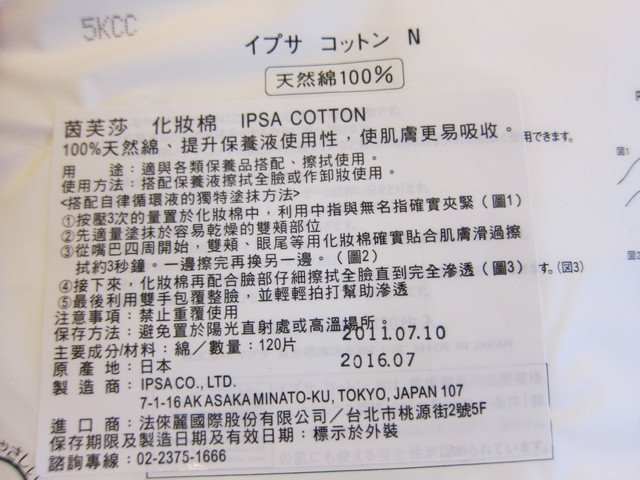 5KCC
イプサ コットン N
天然綿100%
茵芙莎 化妝棉 IPSA COTTON
100%天然綿、提升保養液使用性，使肌膚更易吸收。
用 途：適與各類保養品搭配、擦拭使用。
使用方法：搭配保養液擦拭全臉或作卸妝使用。
<搭配自律循環液的獨特塗抹方法>
①按壓3次的量置於化妝棉中，利用中指與無名指確實夾緊(圖1)
②先適量塗抹於容易乾燥的雙頰部位
③從嘴巴四周開始，雙頰、眼尾等用化妝棉確實貼合肌膚滑過擦
拭約3秒鐘。一邊擦完再換另一邊。(圖2)
④接下來，化妝棉再配合臉部仔細擦拭全臉直到完全滲透(圖3)
⑤最後利用雙手包覆整臉，並輕輕拍打幫助滲透
注意事項：禁止重覆使用
保存方法：避免置於陽光直射處或高溫場所。
2011.07.10
主要成分/材料：綿／數量：120片
2016.07
原 產 地：日本
製 造 商：IPSA CO., LTD.
7-1-16 AKASAKA MINATO-KU, TOKYO, JAPAN 107
進 口 商：法倈麗國際股份有限公司／台北市桃源街2號5F
保存期限及製造日期及有效日期：標示於外裝
諮詢專線：02-2375-1666
用できます。
図1
す。(図3)
図2